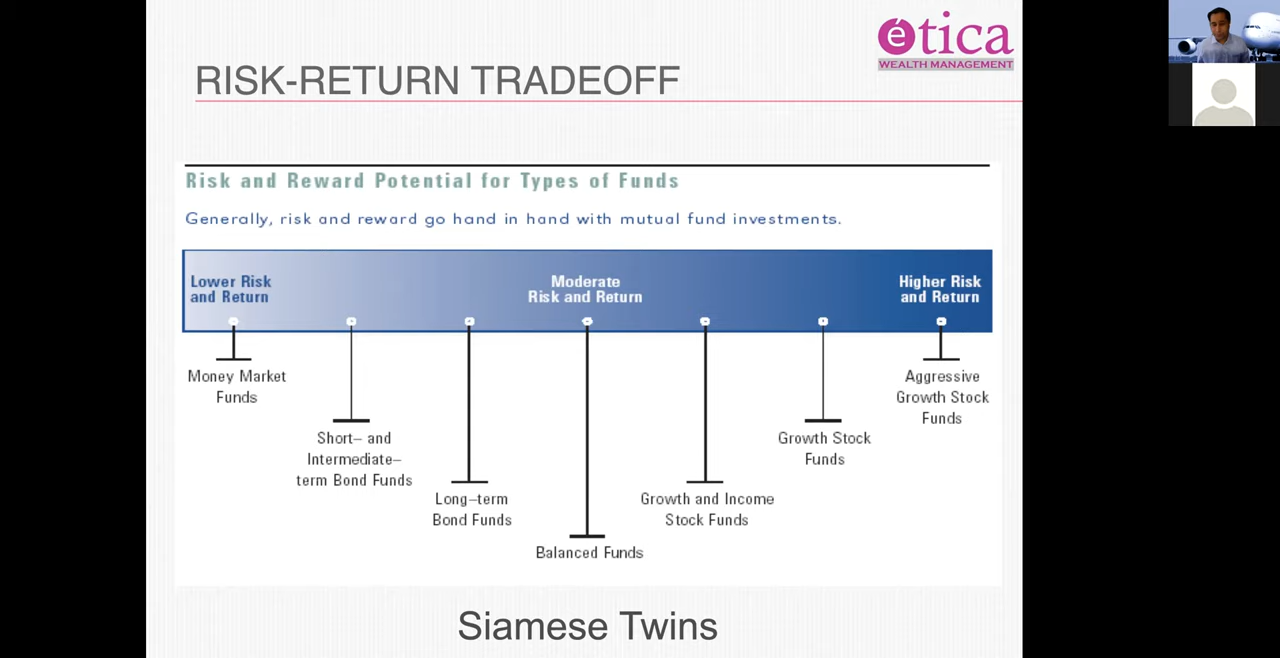 ética
WEALTH MANAGEMENT
RISK-RETURN TRADEOFF
Risk and Reward Potential for Types of Funds
Generally, risk and reward go hand in hand with mutual fund investments.
Lower Risk
and Return
Moderate
Risk and Return
Higher Risk
and Return
Money Market
Funds
Short– and
Intermediate–
term Bond Funds
Long–term
Bond Funds
Balanced Funds
Growth and Income
Stock Funds
Growth Stock
Funds
Aggressive
Growth Stock
Funds
Siamese Twins